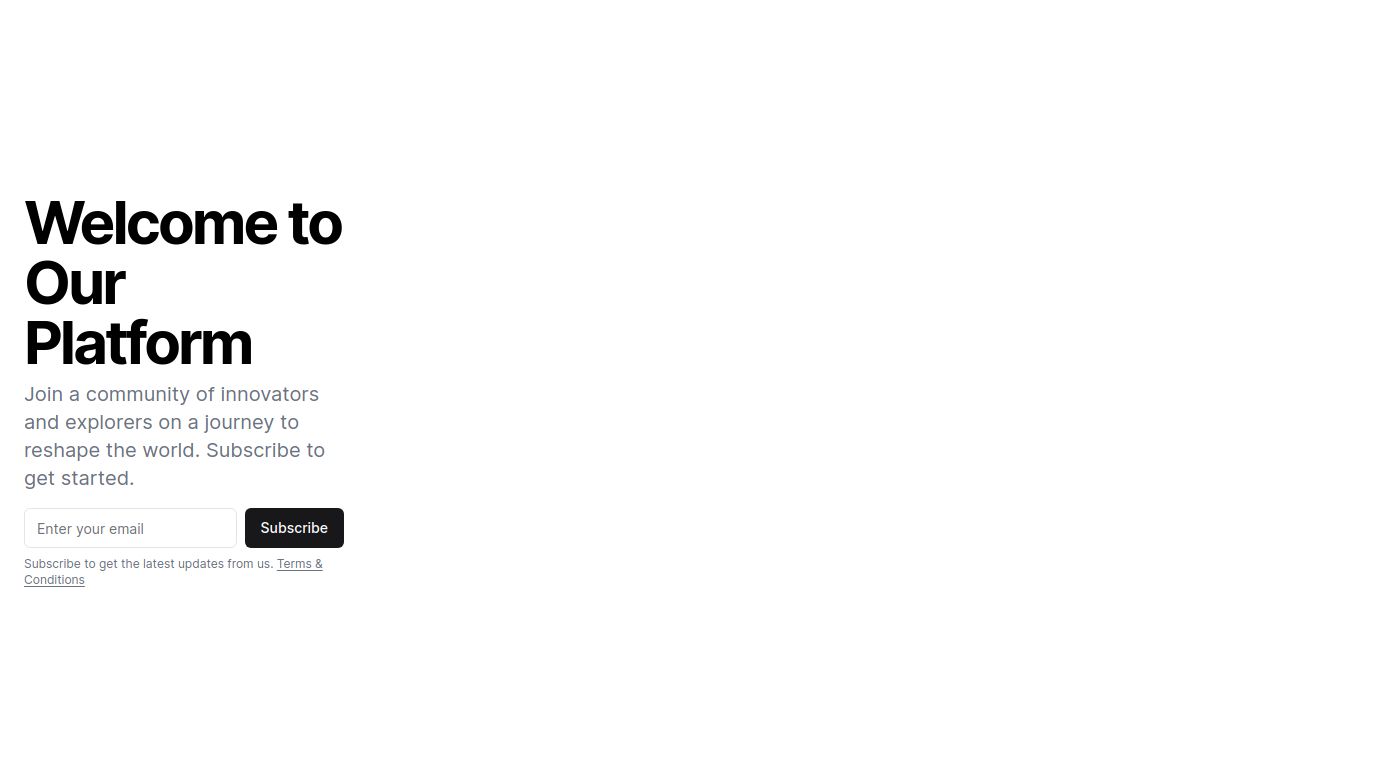 Welcome to
Our
Platform
Join a community of innovators
and explorers on a journey to
reshape the world. Subscribe to
get started.
Enter your email
Subscribe
Subscribe to get the latest updates from us. Terms &
Conditions